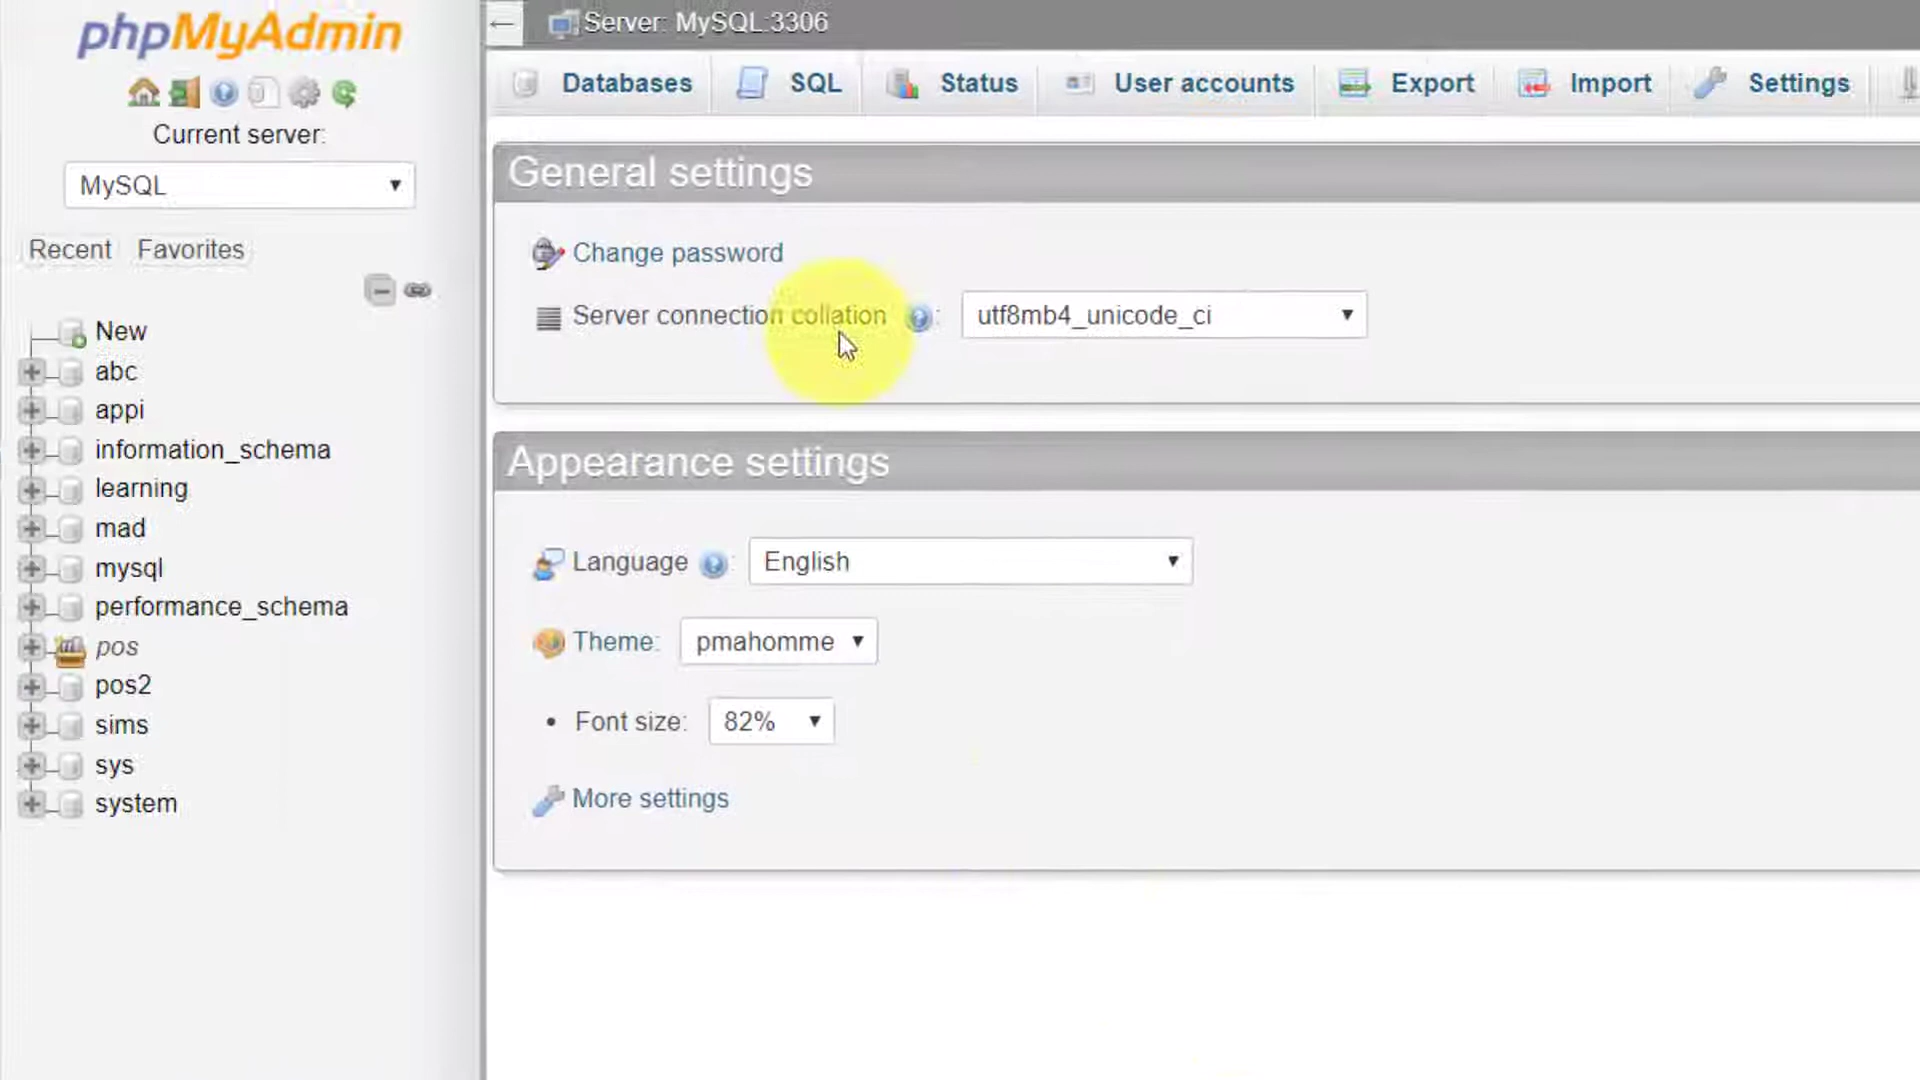 phpMyAdmin
Current server:
MySQL
Recent Favorites
New
abc
appi
information_schema
learning
mad
mysql
performance_schema
pos
pos2
sims
sys
system
Server: MySQL:3306
Databases SQL Status User accounts Export Import Settings
General settings
Change password
Server connection collation : utf8mb4_unicode_ci
Appearance settings
Language : English
Theme: pmahomme
• Font size: 82%
More settings